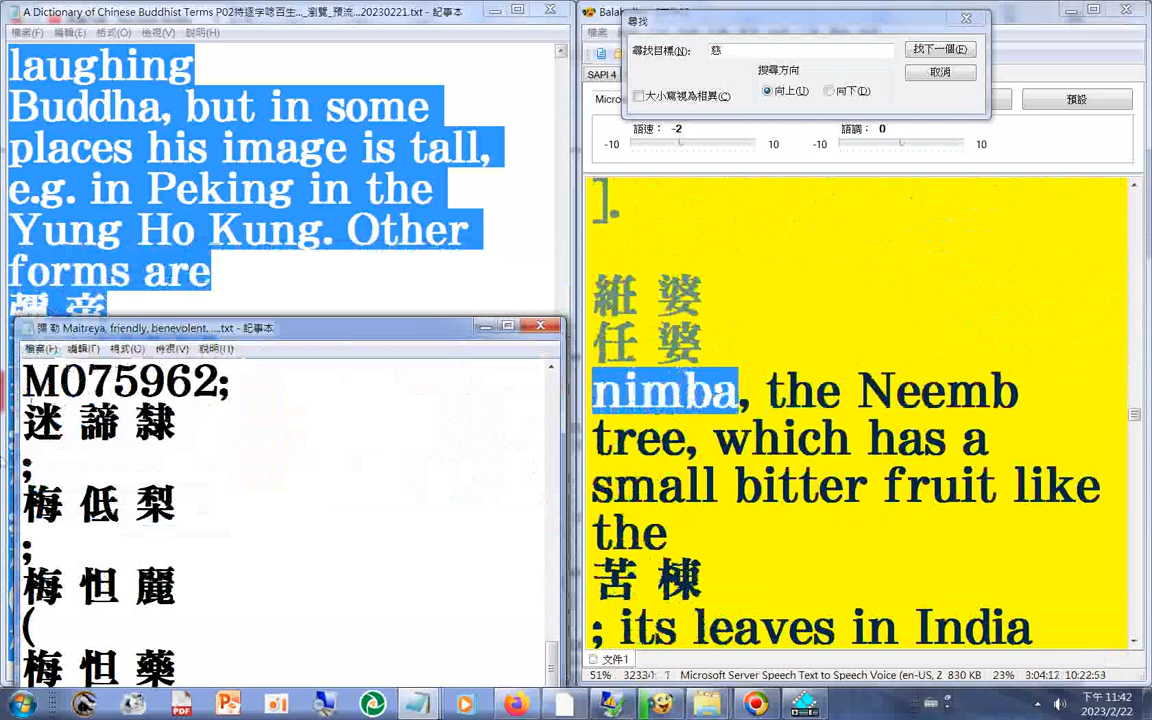 A Dictionary of Chinese Buddhist Terms P02待逐字唸百生..._瀏覽_預流...20230221.txt - 記事本
檔案(F) 編輯(E) 格式(O) 檢視(V) 說明(H)
laughing
Buddha, but in some
places his image is tall,
e.g. in Peking in the
Yung Ho Kung. Other
forms are
彌 勒 Maitreya, friendly, benevolent. ....txt - 記事本
檔案(F) 編輯(E) 格式(O) 檢視(V) 說明(H)
M075962;
迷 諦 隸
;
梅 低 梨
;
梅 怛 麗
(
梅 怛 藥
尋找
尋找目標(N): 慈
找下一個(F)
搜尋方向
取消
大小寫視為相異(C)
向上(U) 向下(D)
檔案
SAPI 4
預設
語速: -2
語調: 0
-10 10 -10 10
].
絍 婆
任 婆
nimba, the Neemb
tree, which has a
small bitter fruit like
the
苦 楝
; its leaves in India
文件1
51% Microsoft Server Speech Text to Speech Voice (en-US, Z 830 KB 23% 3:04:12 10:22:53
下午 11:42
2023/2/22